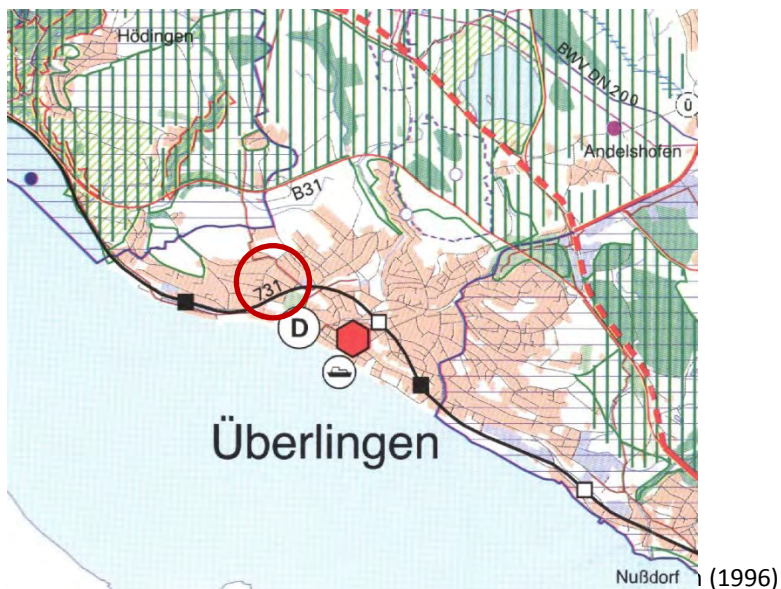 Hödingen
BWV DN 200
Ü
Andelshofen
B31
731
D
Überlingen
Nußdorf
(1996)